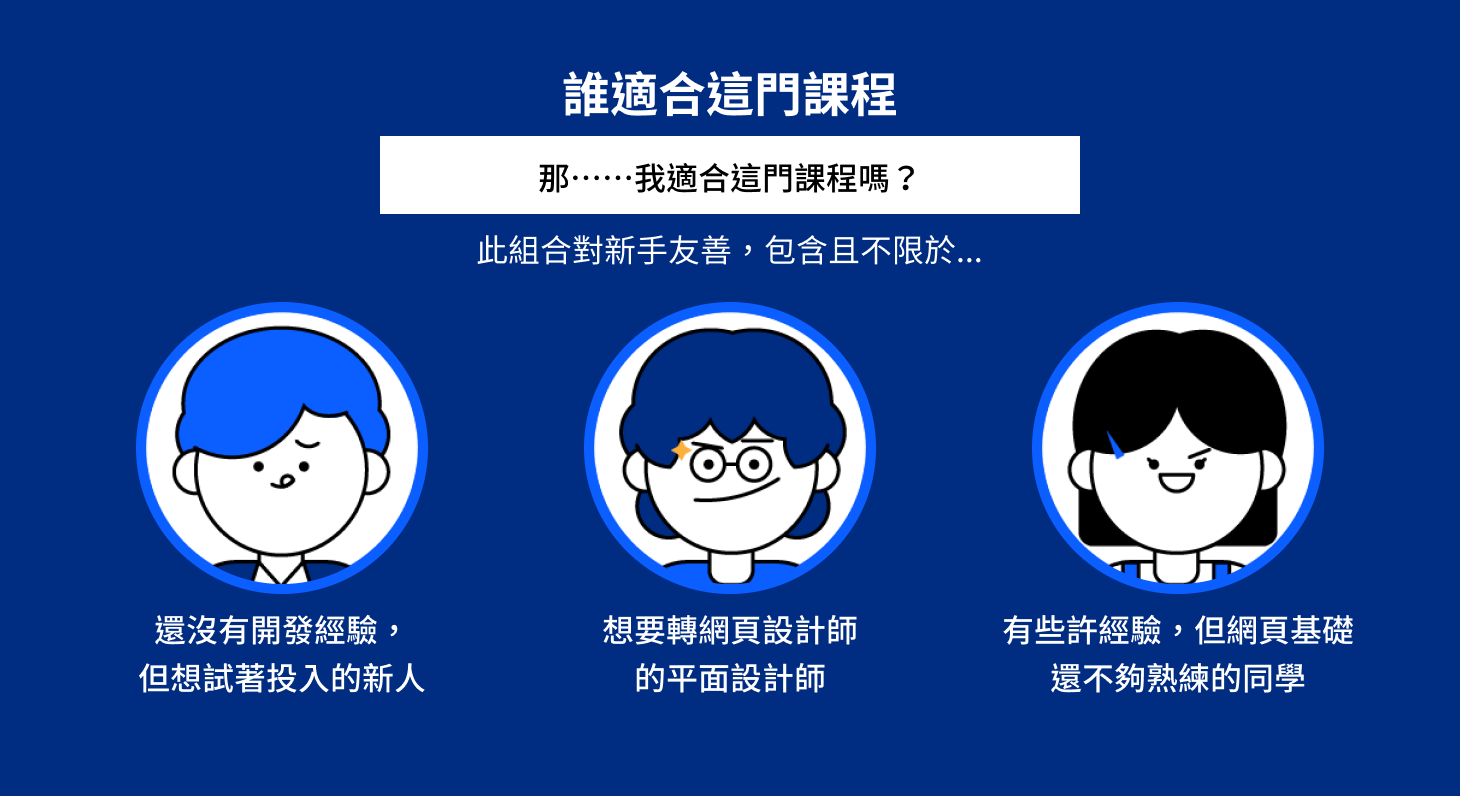 誰適合這門課程
那⋯⋯我適合這門課程嗎？
此組合對新手友善，包含且不限於...
還沒有開發經驗，
但想試著投入的新人
想要轉網頁設計師
的平面設計師
有些許經驗，但網頁基礎
還不夠熟練的同學